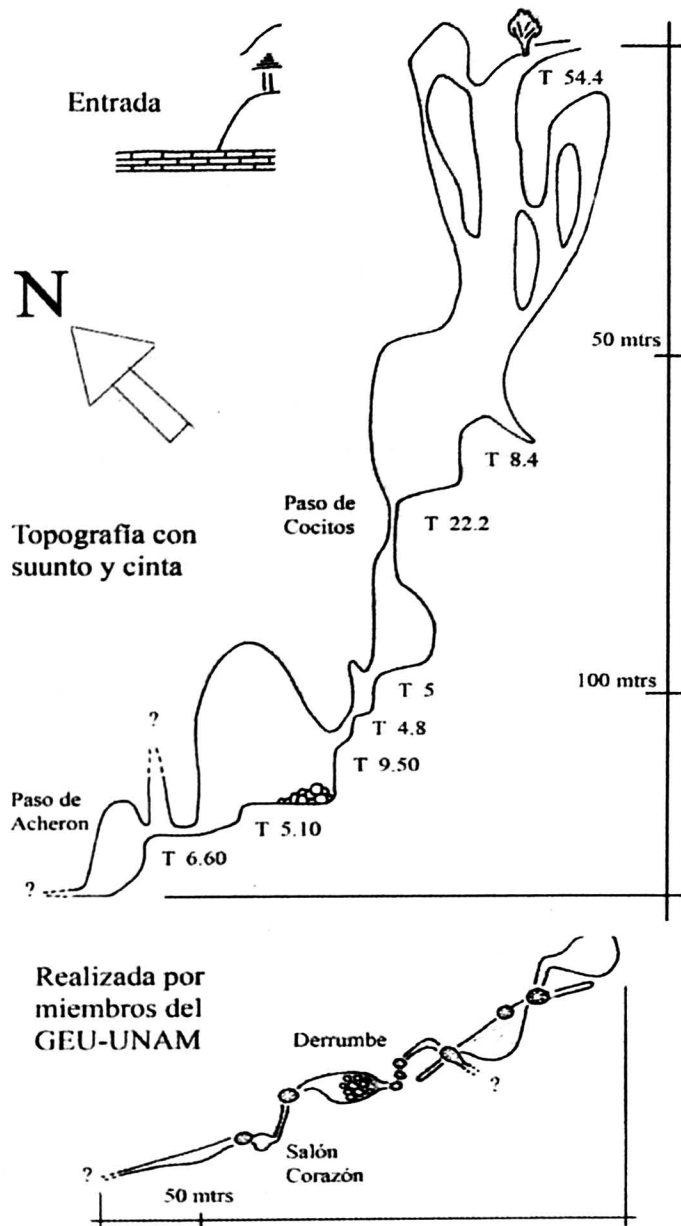 T 54.4
Entrada
N
50 mtrs
T 8.4
Paso de
Cocitos
T 22.2
Topografía con
suunto y cinta
T 5
100 mtrs
T 4.8
?
T 9.50
Paso de
Acheron
T 5.10
T 6.60
?
Realizada por
miembros del
GEU-UNAM
Derrumbe
?
Salón
Corazón
?
50 mtrs